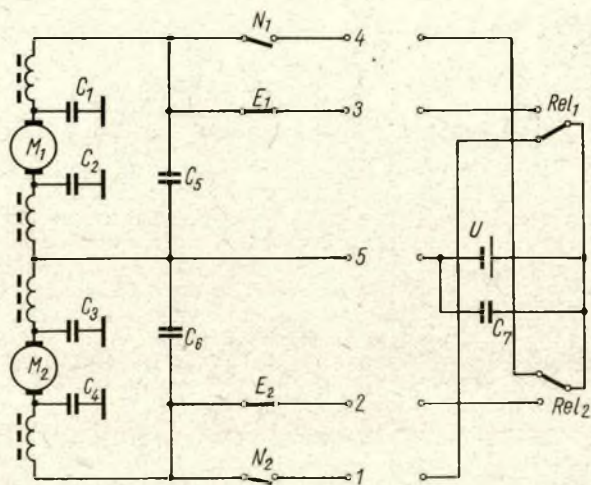 N₁
4
C₁
E₁
3
Rel₁
M₁
C₂
C₅
U
5
C₃
C₆
C₇
M₂
C₄
E₂
2
Rel₂
N₂
1